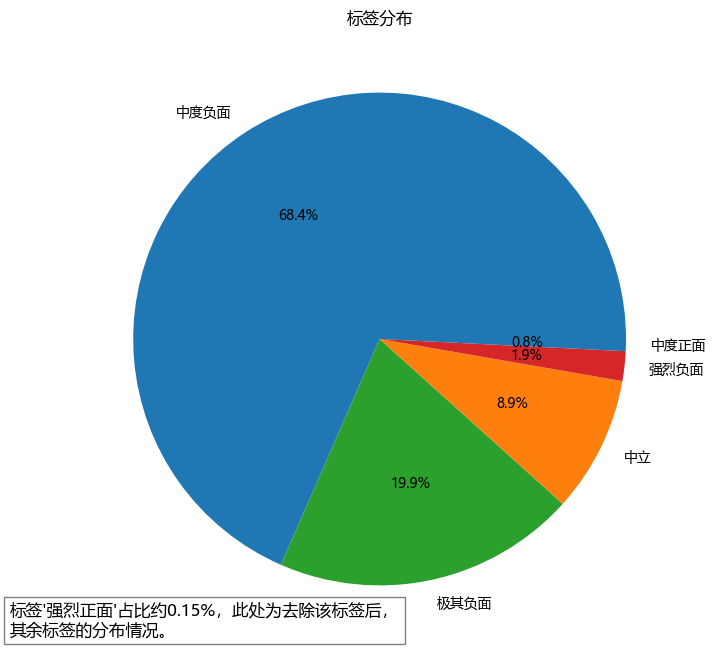 标签分布
中度负面
68.4%
0.8%
中度正面
1.9%
强烈负面
8.9%
中立
19.9%
极其负面
标签'强烈正面'占比约0.15%，此处为去除该标签后，
其余标签的分布情况。